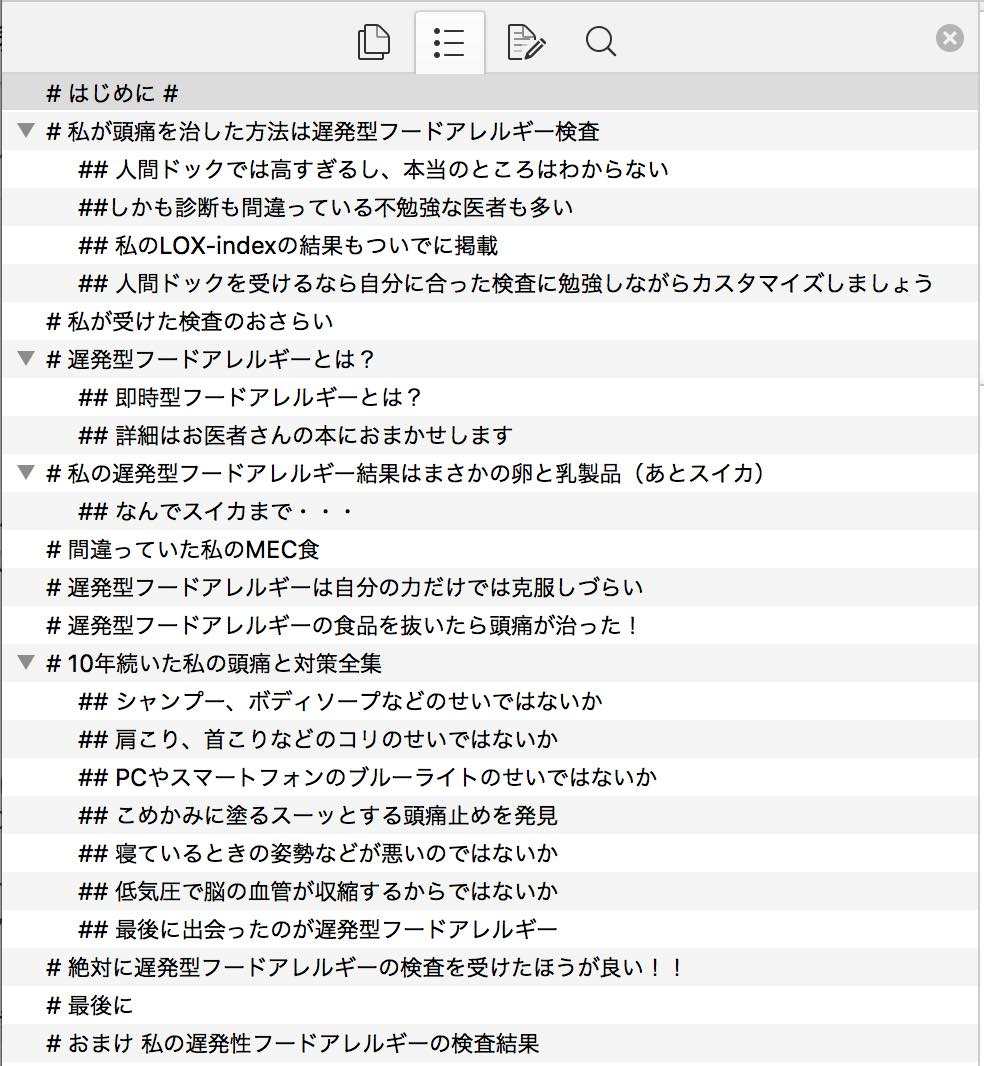 # はじめに #
# 私が頭痛を治した方法は遅発型フードアレルギー検査
## 人間ドックでは高すぎるし、本当のところはわからない
##しかも診断も間違っている不勉強な医者も多い
## 私のLOX-indexの結果もついでに掲載
## 人間ドックを受けるなら自分に合った検査に勉強しながらカスタマイズしましょう
# 私が受けた検査のおさらい
# 遅発型フードアレルギーとは？
## 即時型フードアレルギーとは？
## 詳細はお医者さんの本におまかせします
# 私の遅発型フードアレルギー結果はまさかの卵と乳製品（あとスイカ）
## なんでスイカまで・・・
# 間違っていた私のMEC食
# 遅発型フードアレルギーは自分の力だけでは克服しづらい
# 遅発型フードアレルギーの食品を抜いたら頭痛が治った！
# 10年続いた私の頭痛と対策全集
## シャンプー、ボディソープなどのせいではないか
## 肩こり、首こりなどのコリのせいではないか
## PCやスマートフォンのブルーライトのせいではないか
## こめかみに塗るスーッとする頭痛止めを発見
## 寝ているときの姿勢などが悪いのではないか
## 低気圧で脳の血管が収縮するからではないか
## 最後に出会ったのが遅発型フードアレルギー
# 絶対に遅発型フードアレルギーの検査を受けたほうが良い！！
# 最後に
# おまけ 私の遅発性フードアレルギーの検査結果